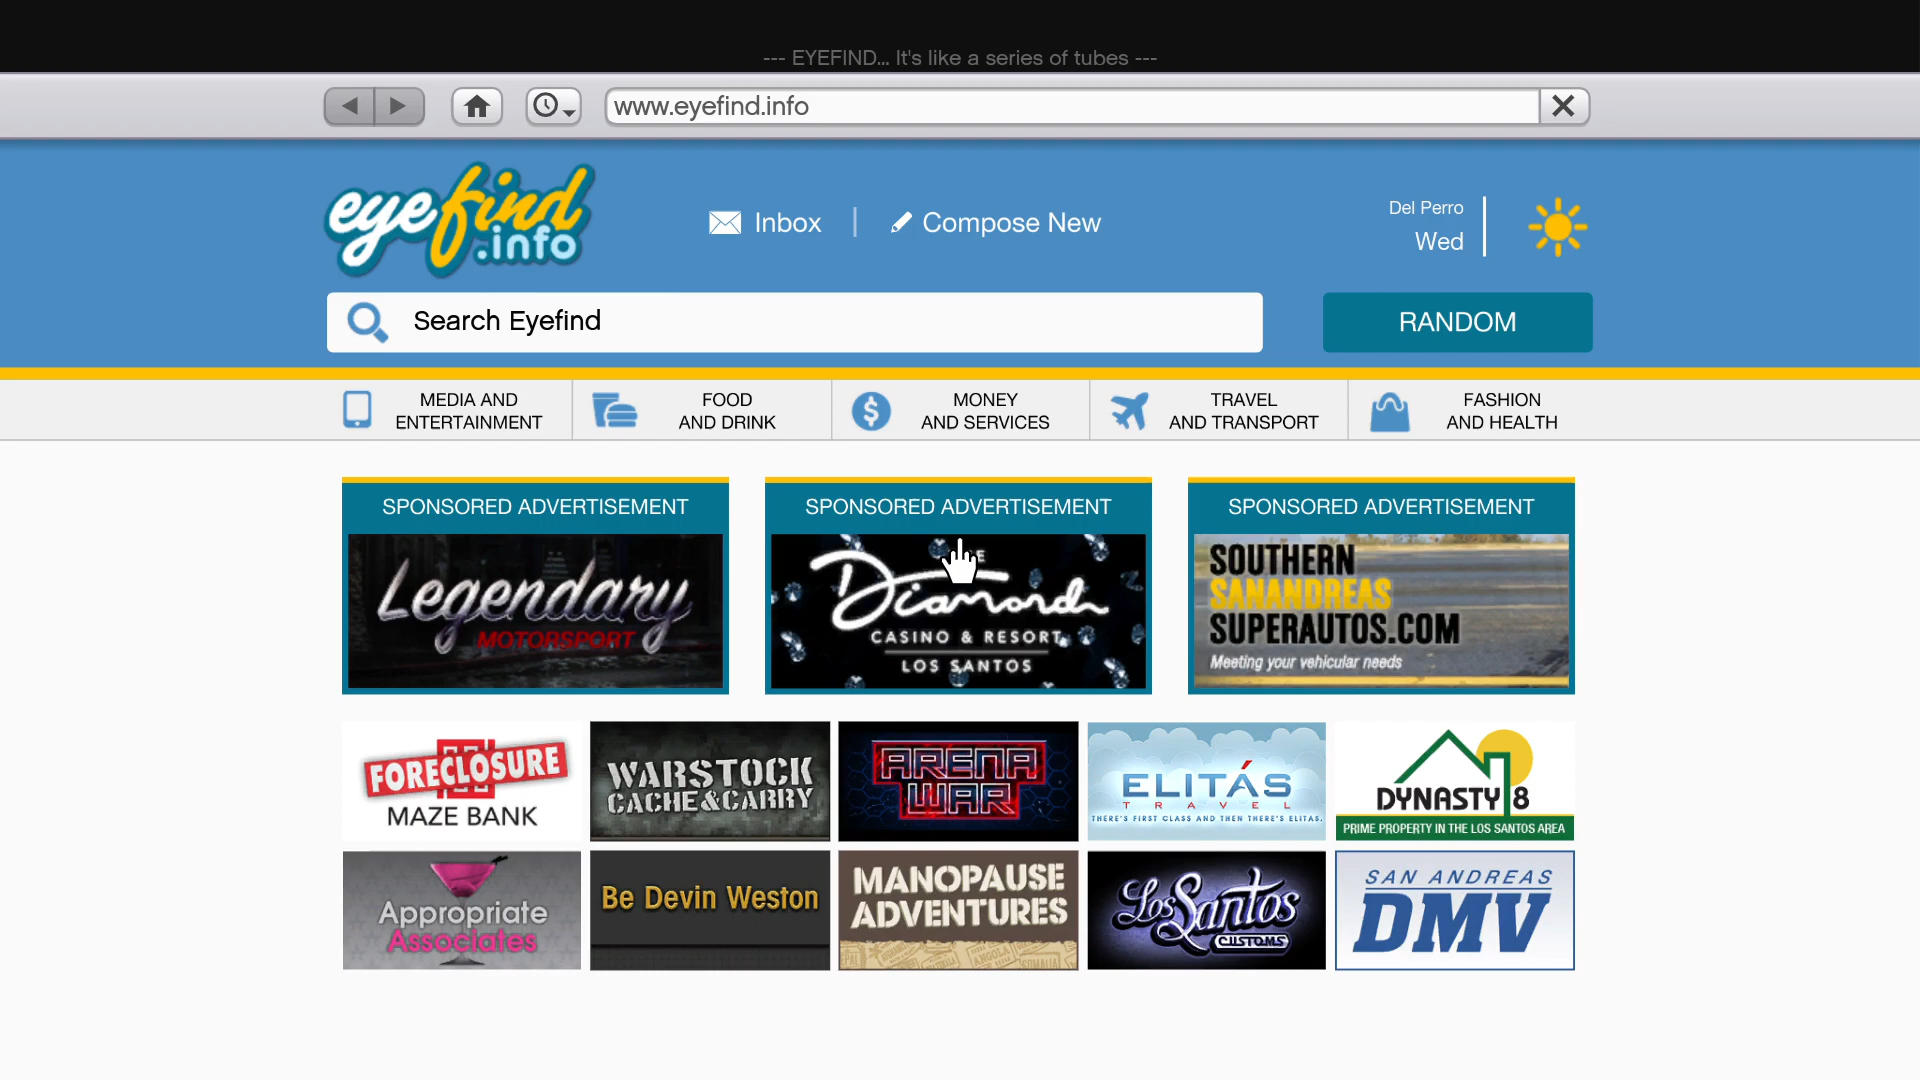 --- EYEFIND... It's like a series of tubes ---
www.eyefind.info
eyefind
.info
Inbox
Compose New
Del Perro
Wed
Search Eyefind
RANDOM
MEDIA AND
ENTERTAINMENT
FOOD
AND DRINK
MONEY
AND SERVICES
TRAVEL
AND TRANSPORT
FASHION
AND HEALTH
SPONSORED ADVERTISEMENT
Legendary
MOTORSPORT
SPONSORED ADVERTISEMENT
Diamond
CASINO & RESORT
LOS SANTOS
SPONSORED ADVERTISEMENT
SOUTHERN
SANANDREAS
SUPERAUTOS.COM
Meeting your vehicular needs
FORECLOSURE
MAZE BANK
WARSTOCK
CACHE&CARRY
ARENA
WAR
ELITÁS
TRAVEL
THERE'S FIRST CLASS AND THEN THERE'S ELITAS.
DYNASTY 8
PRIME PROPERTY IN THE LOS SANTOS AREA
Appropriate
Associates
Be Devin Weston
MANOPAUSE
ADVENTURES
ANGOLA
SOMALIA
Los Santos
CUSTOMS
SAN ANDREAS
DMV